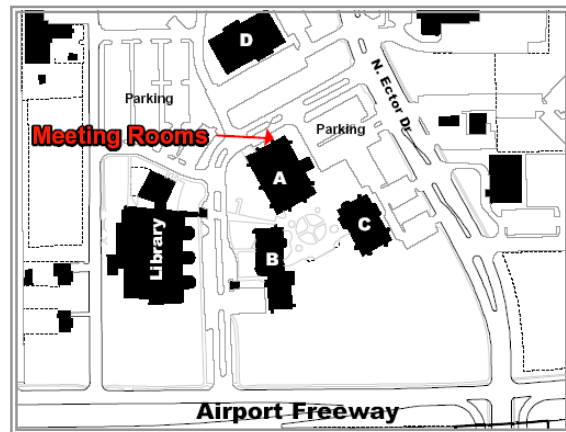 D
N. Ector Dr.
Parking
Parking
Meeting Rooms
A
C
Library
B
Airport Freeway